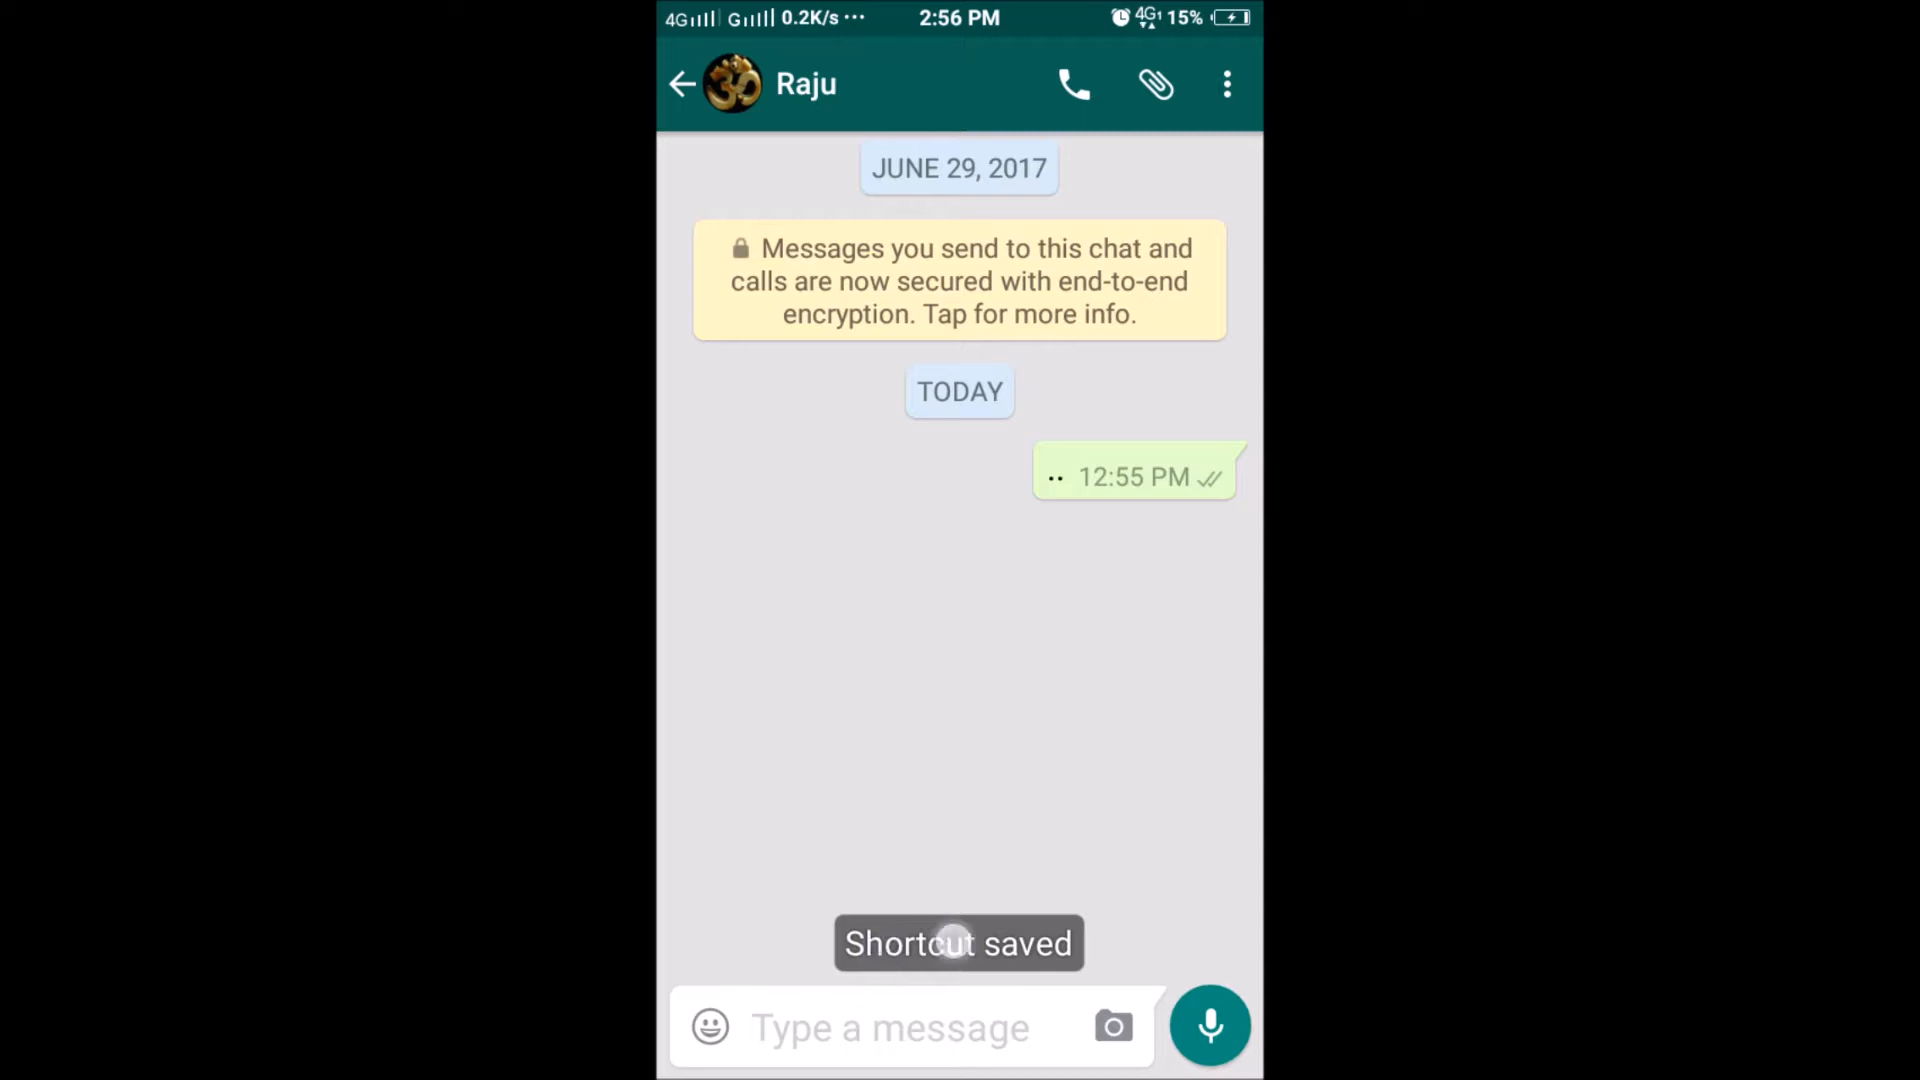 4G G 0.2K/s ... 2:56 PM 4G1 15%
Raju
JUNE 29, 2017
Messages you send to this chat and
calls are now secured with end-to-end
encryption. Tap for more info.
TODAY
.. 12:55 PM
Shortcut saved
Type a message